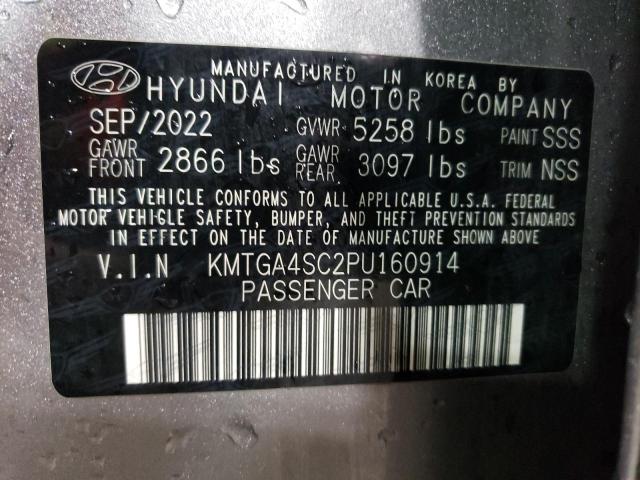 MANUFACTURED IN KOREA BY
HYUNDAI MOTOR COMPANY
SEP/2022 GVWR 5258 lbs PAINT SSS
GAWR FRONT 2866 lbs GAWR REAR. 3097 lbs TRIM NSS
THIS VEHICLE CONFORMS TO ALL APPLICABLE U.S.A. FEDERAL
MOTOR VEHICLE SAFETY, BUMPER, AND THEFT PREVENTION STANDARDS
IN EFFECT ON THE DATE OF MANUFACTURE SHOWN ABOVE.
V.I.N KMTGA4SC2PU160914
PASSENGER CAR